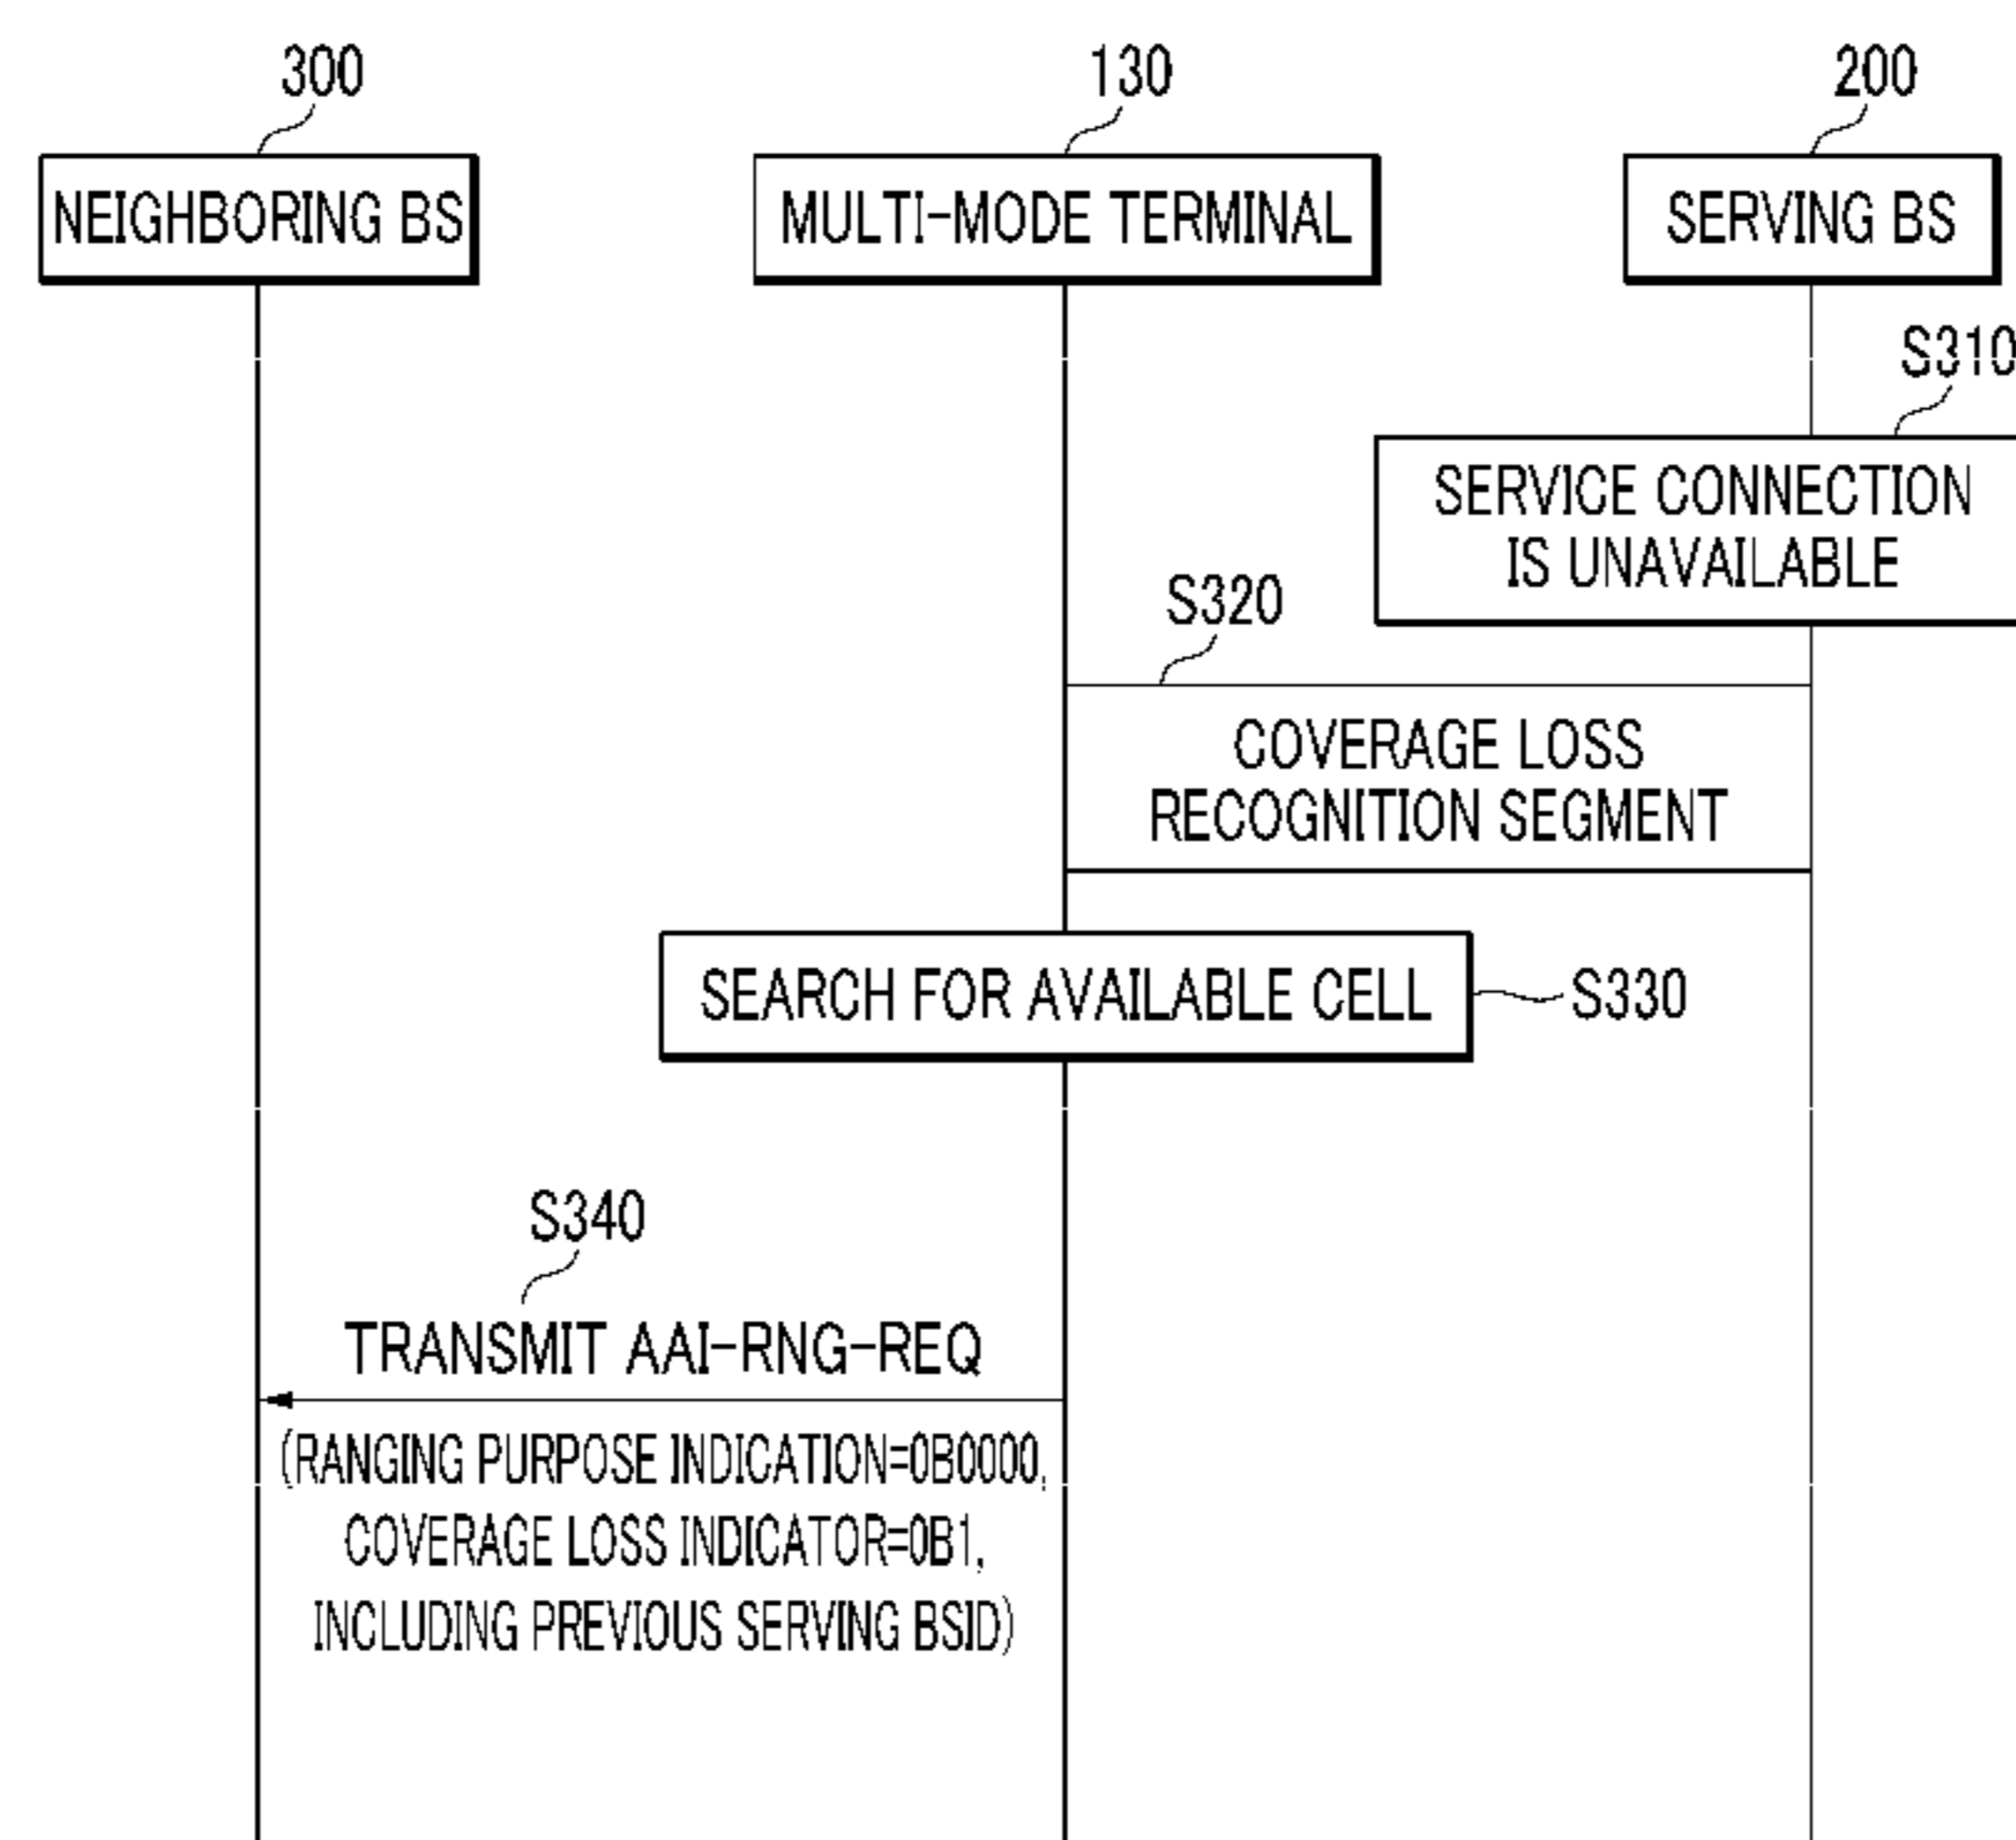 300
130
200
NEIGHBORING BS
MULTI-MODE TERMINAL
SERVING BS
S310
SERVICE CONNECTION
IS UNAVAILABLE
S320
COVERAGE LOSS
RECOGNITION SEGMENT
SEARCH FOR AVAILABLE CELL
S330
S340
TRANSMIT AAI-RNG-REQ
(RANGING PURPOSE INDICATION=0B0000,
COVERAGE LOSS INDICATOR=0B1,
INCLUDING PREVIOUS SERVING BSID)